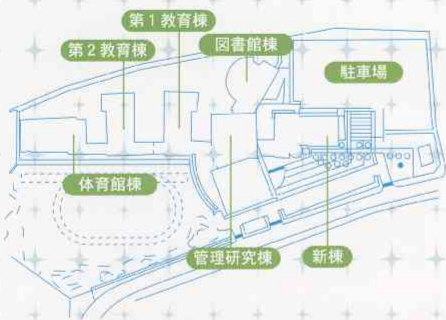 第1教育棟
第2教育棟
図書館棟
駐車場
体育館棟
管理研究棟
新棟